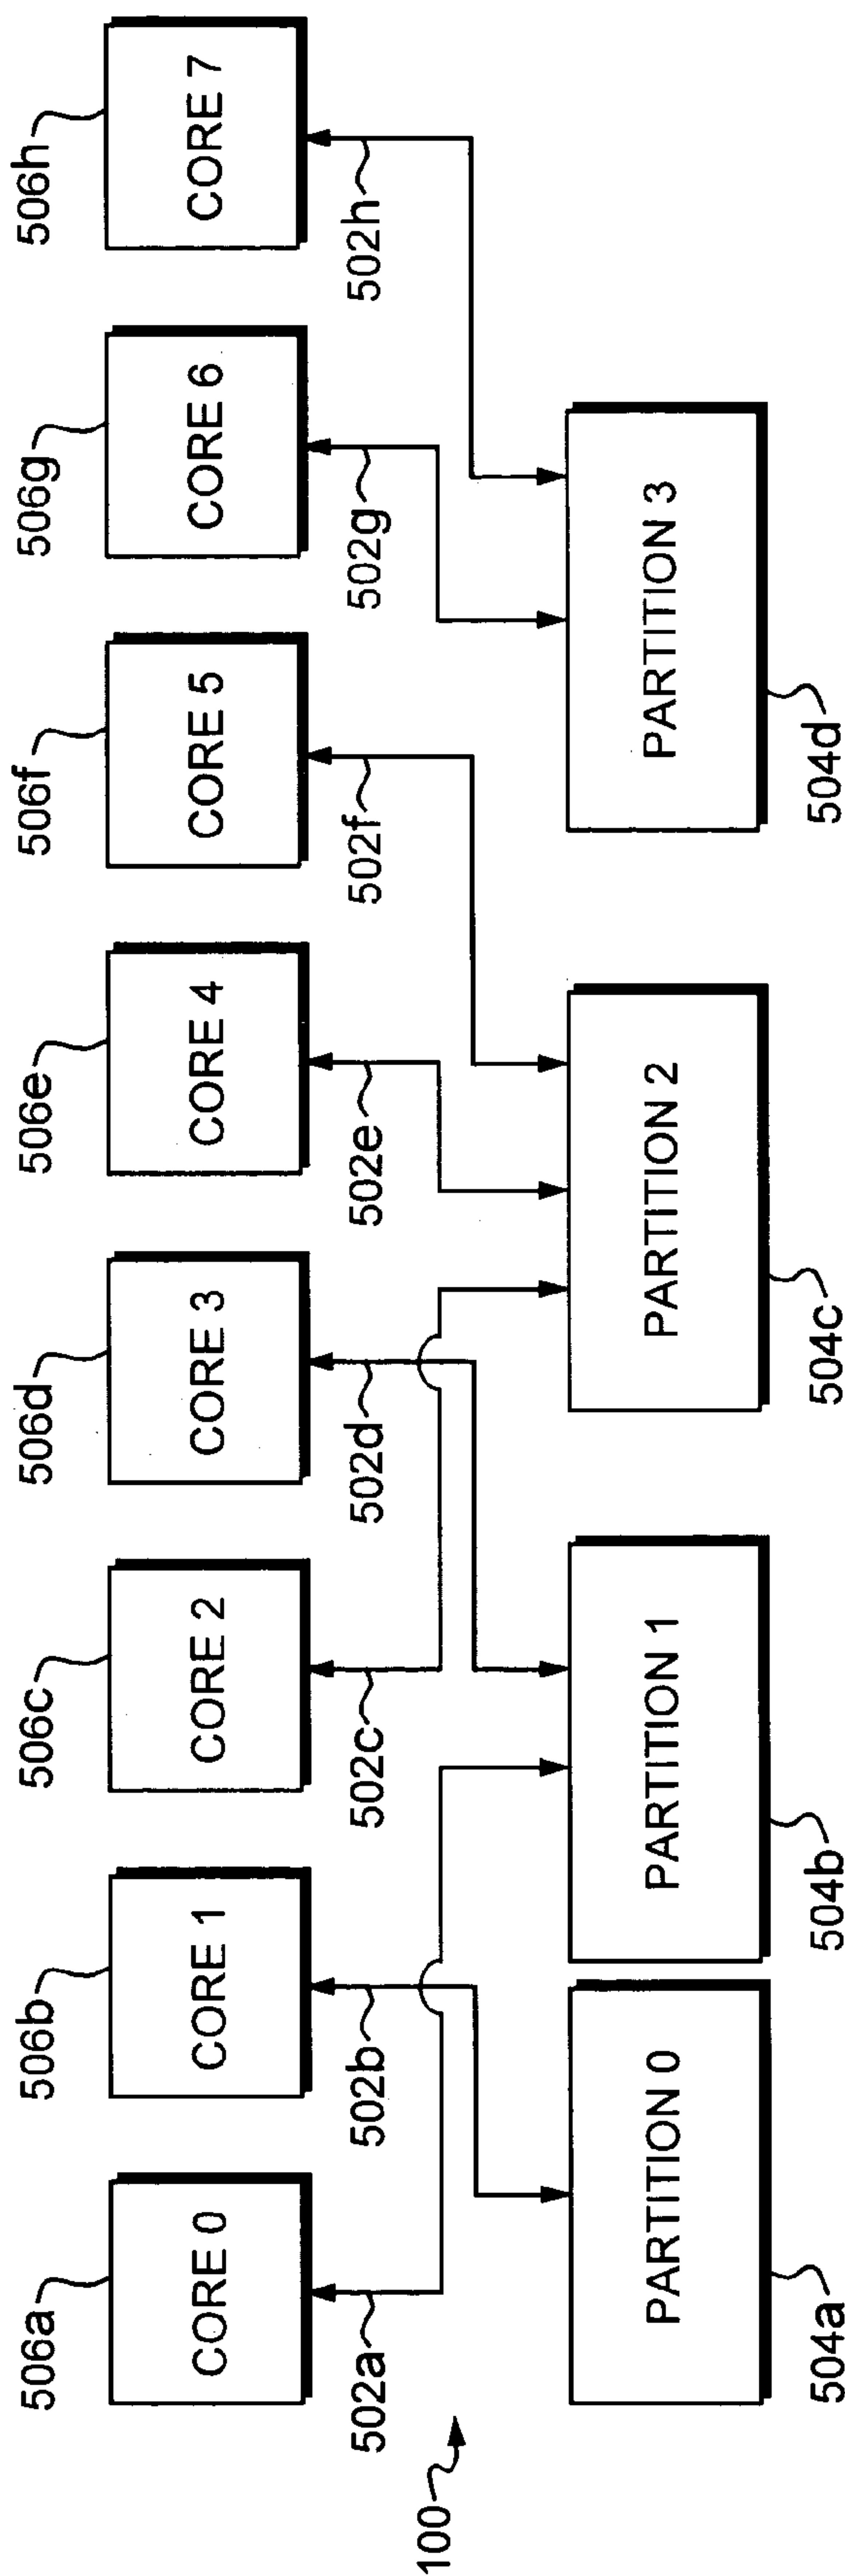 506a
506b
506c
506d
506e
506f
506g
506h
CORE 0
CORE 1
CORE 2
CORE 3
CORE 4
CORE 5
CORE 6
CORE 7
502a
502b
502c
502d
502e
502f
502g
502h
100
PARTITION 0
PARTITION 1
PARTITION 2
PARTITION 3
504a
504b
504c
504d